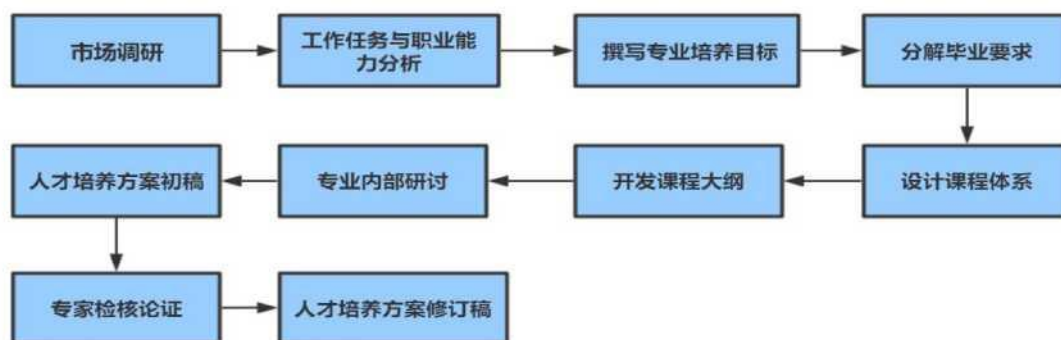 市场调研
工作任务与职业能
力分析
撰写专业培养目标
分解毕业要求
设计课程体系
开发课程大纲
专业内部研讨
人才培养方案初稿
专家检核论证
人才培养方案修订稿